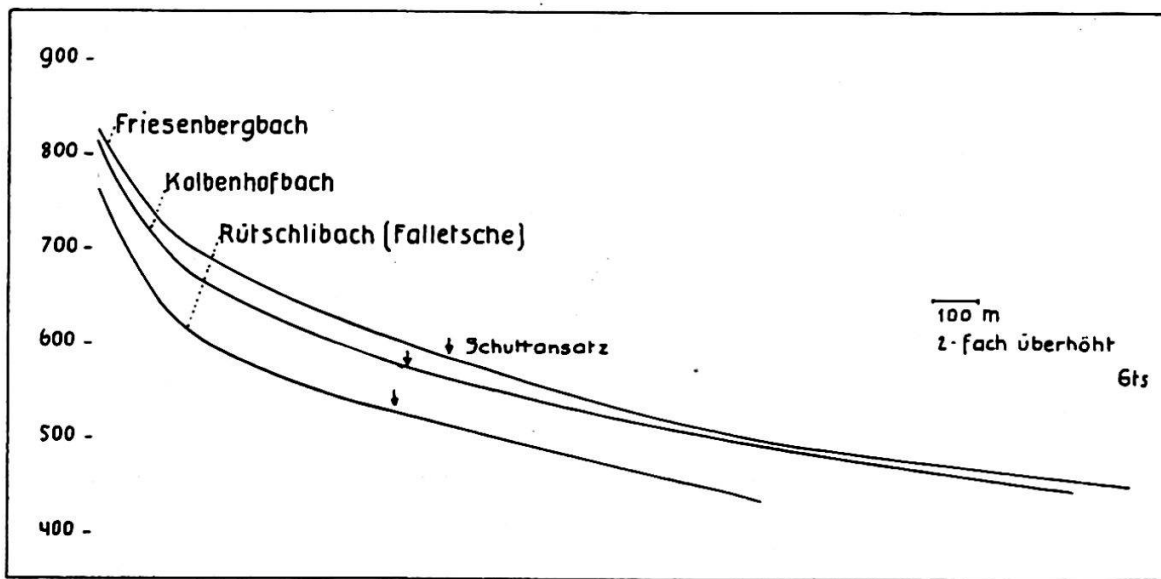 900 -
Friesenbergbach
800 -
Kolbenhofbach
700 -
Rütschlibach (Falletsche)
100 m
600 -
Schuttansatz
2-fach überhöht
Gts
500 -
400 -